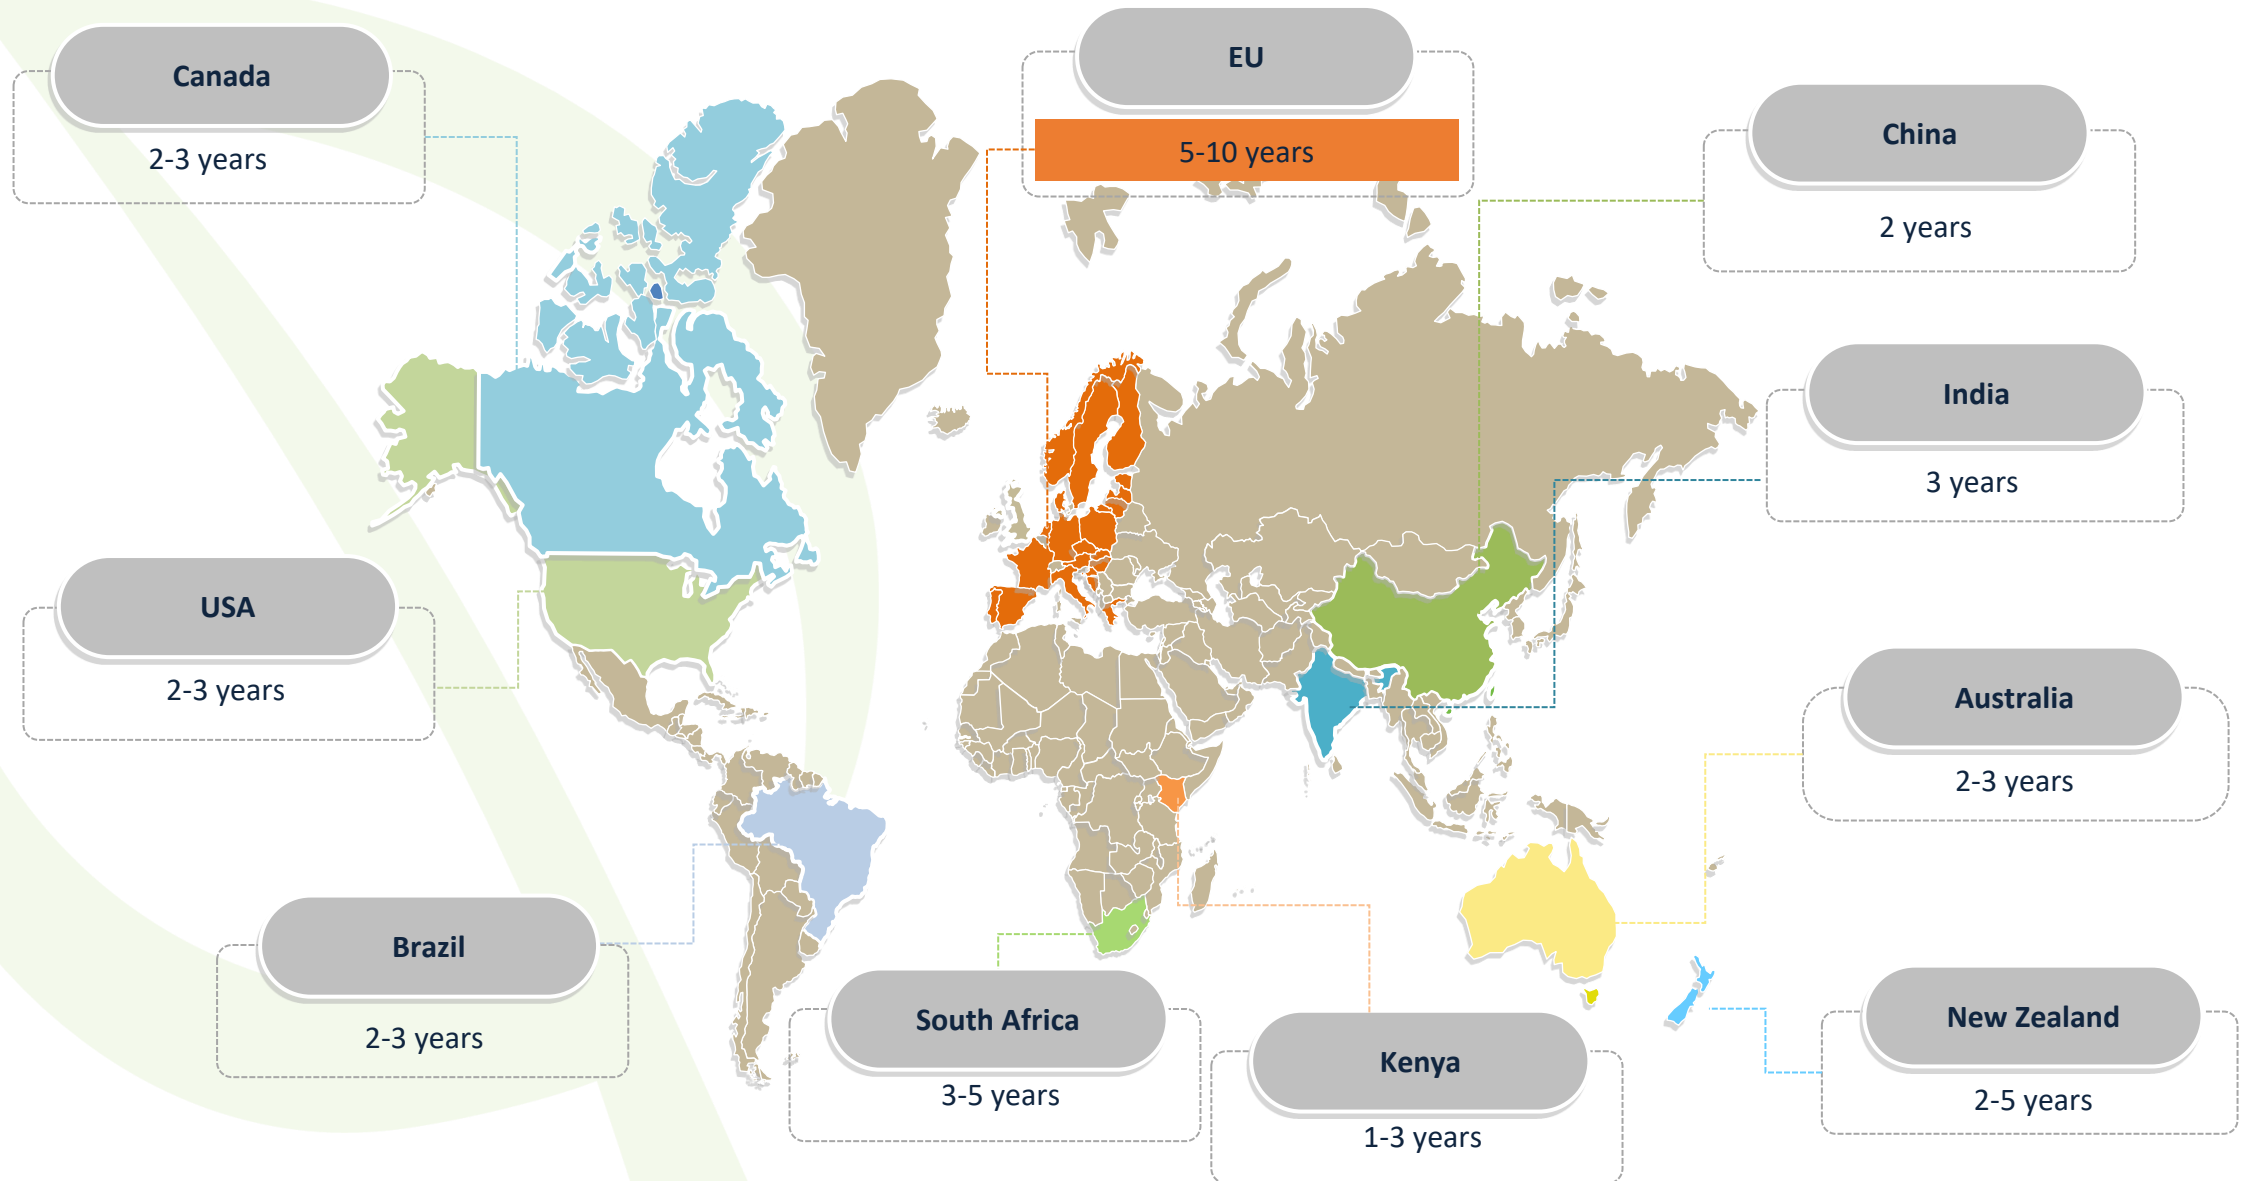 Canada
2-3 years
EU
5-10 years
China
2 years
India
3 years
USA
2-3 years
Australia
2-3 years
Brazil
2-3 years
South Africa
3-5 years
Kenya
1-3 years
New Zealand
2-5 years